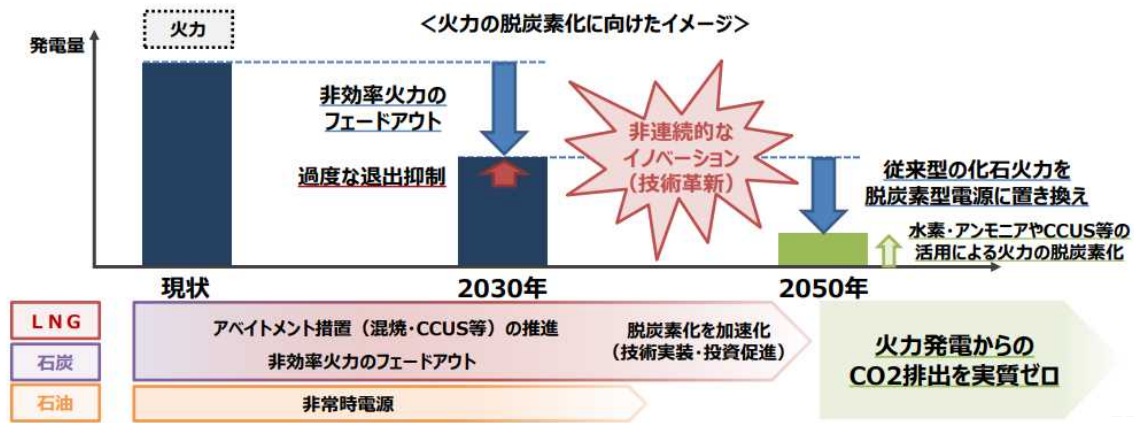 ＜火力の脱炭素化に向けたイメージ＞
発電量
火力
非効率火力の
フェードアウト
過度な退出抑制
非連続的な
イノベーション
（技術革新）
従来型の化石火力を
脱炭素型電源に置き換え
水素・アンモニアやCCUS等の
活用による火力の脱炭素化
現状
2030年
2050年
LNG
石炭
石油
アベイトメント措置（混焼・CCUS等）の推進
非効率火力のフェードアウト
脱炭素化を加速化
（技術実装・投資促進）
非常時電源
火力発電からの
CO2排出を実質ゼロ